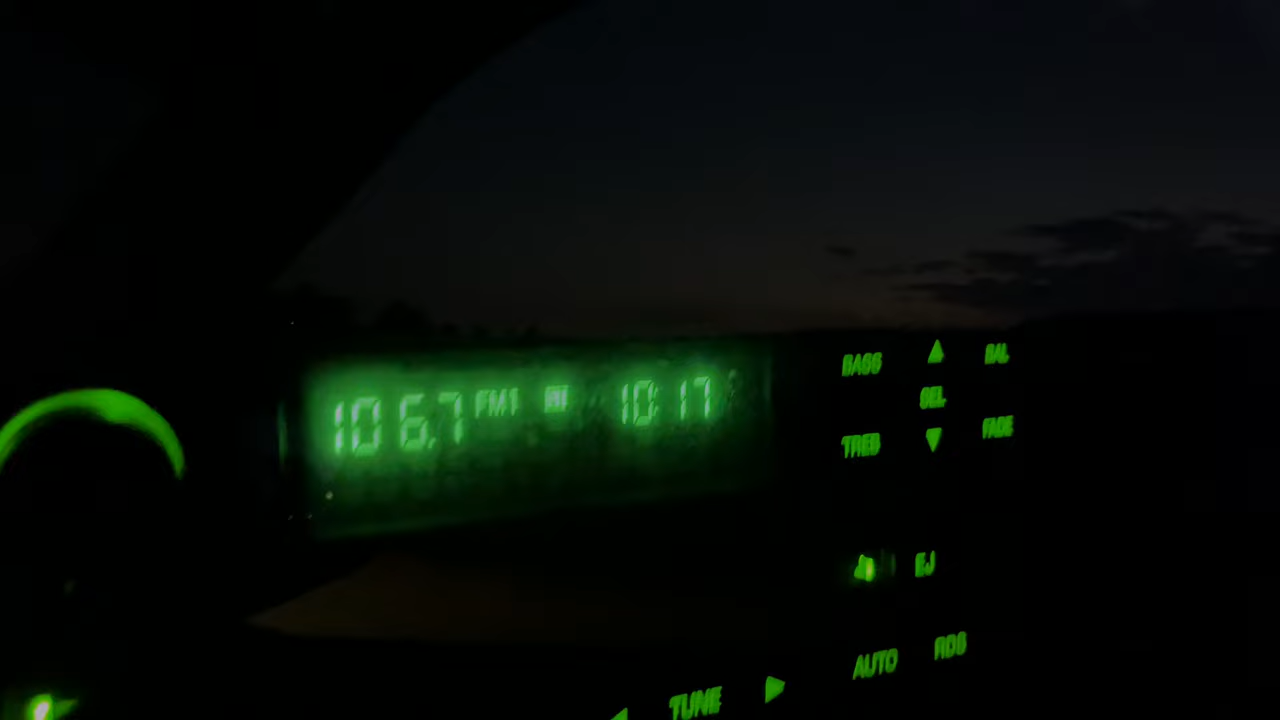 106.7 FM1 10 17
BASS BAL
SEL
TREB FADE
EJ
AUTO RDS
TUNE